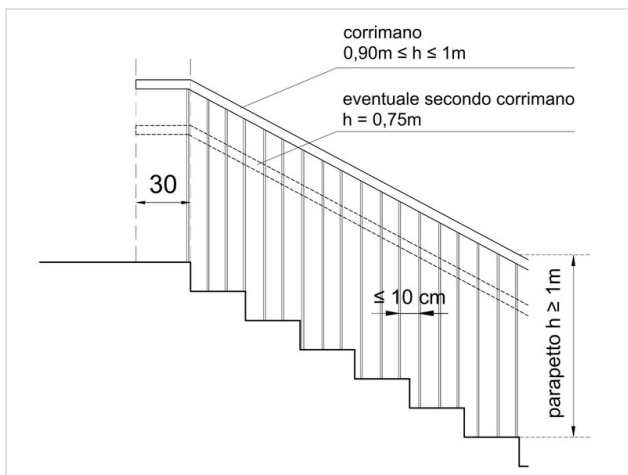 corrimano
0,90m ≤ h ≤ 1m
eventuale secondo corrimano
h = 0,75m
30
≤ 10 cm
parapetto h ≥ 1m